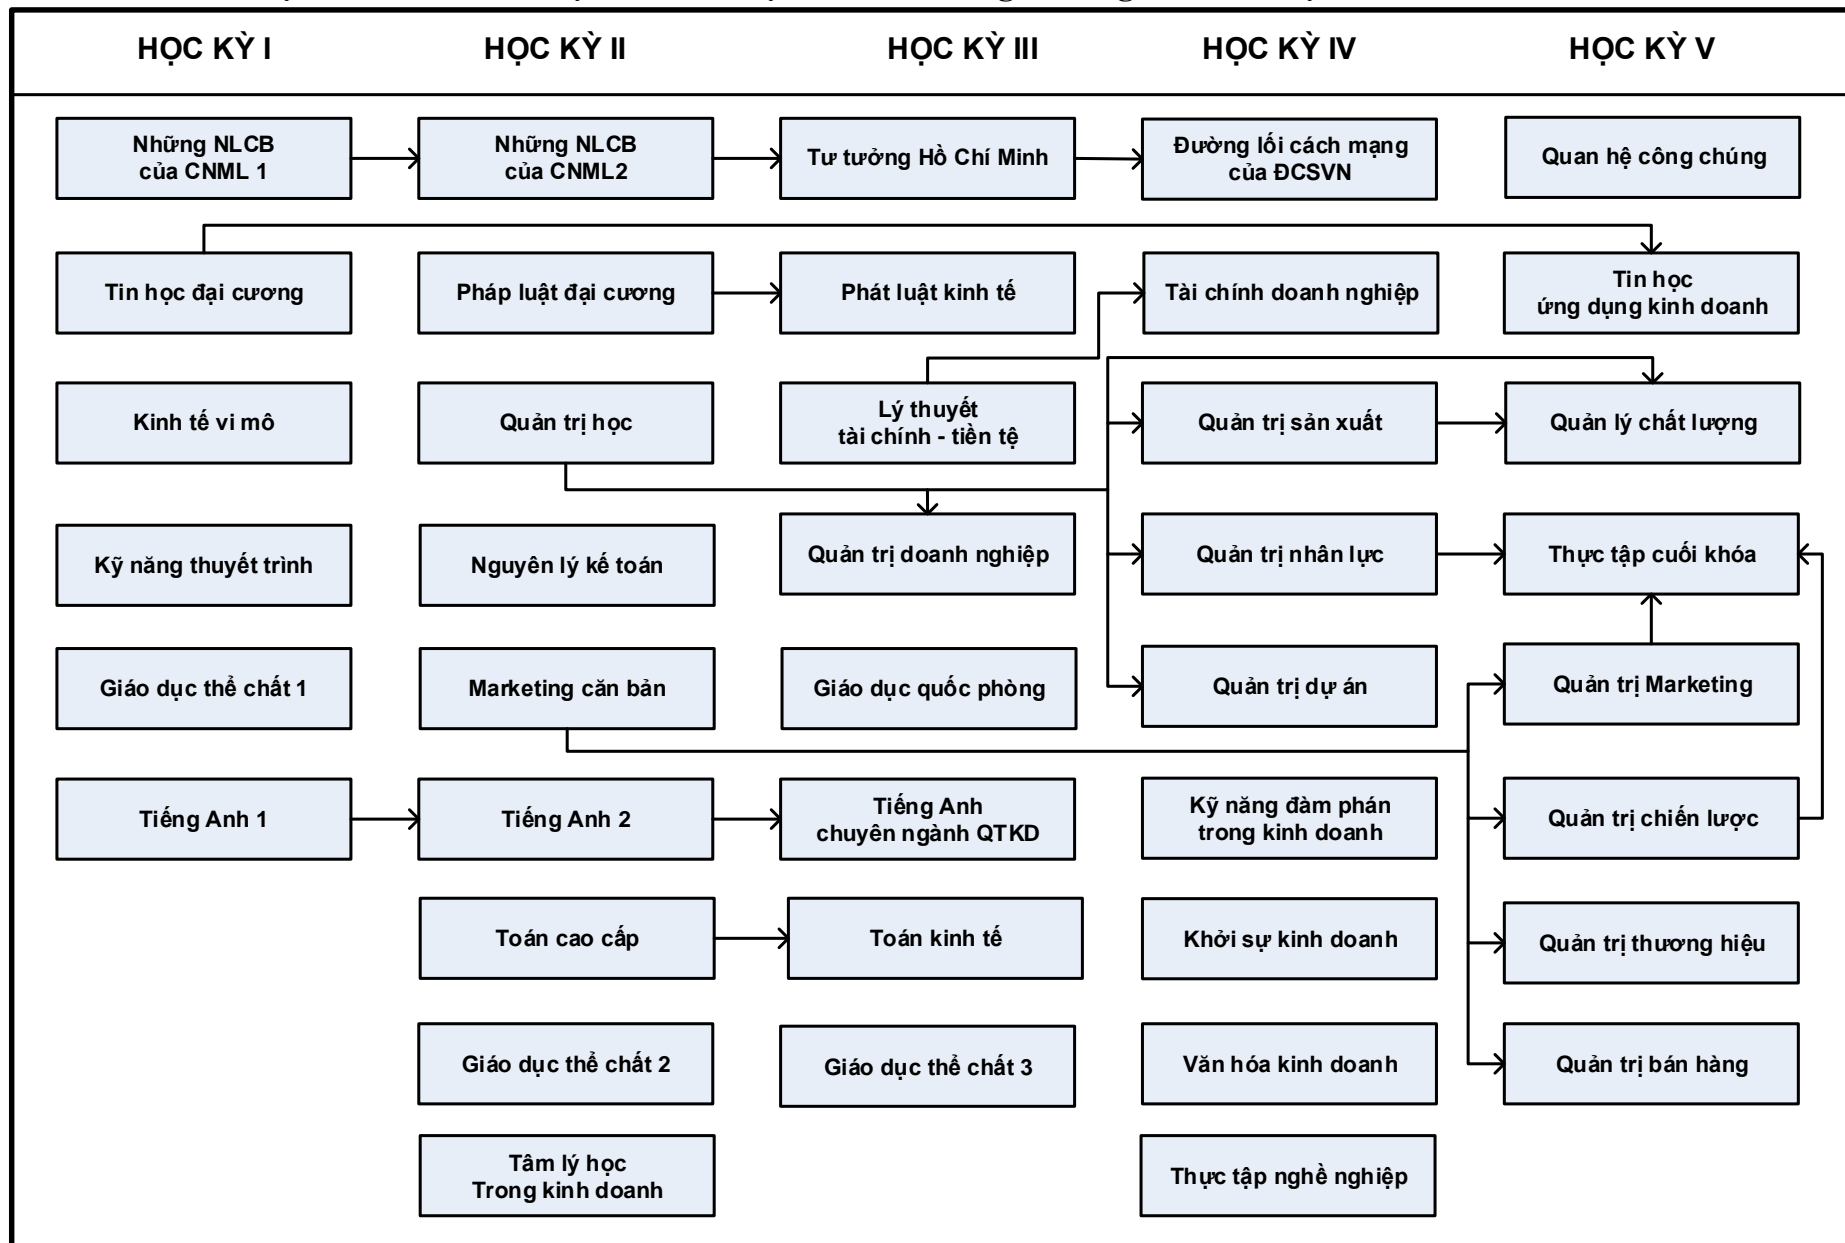 HỌC KỲ I
HỌC KỲ II
HỌC KỲ III
HỌC KỲ IV
HỌC KỲ V
Những NLCB
của CNML 1
Những NLCB
của CNML2
Tư tưởng Hồ Chí Minh
Đường lối cách mạng
của ĐCSVN
Quan hệ công chúng
Tin học đại cương
Pháp luật đại cương
Phát luật kinh tế
Tài chính doanh nghiệp
Tin học
ứng dụng kinh doanh
Kinh tế vi mô
Quản trị học
Lý thuyết
tài chính - tiền tệ
Quản trị sản xuất
Quản lý chất lượng
Kỹ năng thuyết trình
Nguyên lý kế toán
Quản trị doanh nghiệp
Quản trị nhân lực
Thực tập cuối khóa
Giáo dục thể chất 1
Marketing căn bản
Giáo dục quốc phòng
Quản trị dự án
Quản trị Marketing
Tiếng Anh 1
Tiếng Anh 2
Tiếng Anh
chuyên ngành QTKD
Kỹ năng đàm phán
trong kinh doanh
Quản trị chiến lược
Toán cao cấp
Toán kinh tế
Khởi sự kinh doanh
Quản trị thương hiệu
Giáo dục thể chất 2
Giáo dục thể chất 3
Văn hóa kinh doanh
Quản trị bán hàng
Tâm lý học
Trong kinh doanh
Thực tập nghề nghiệp